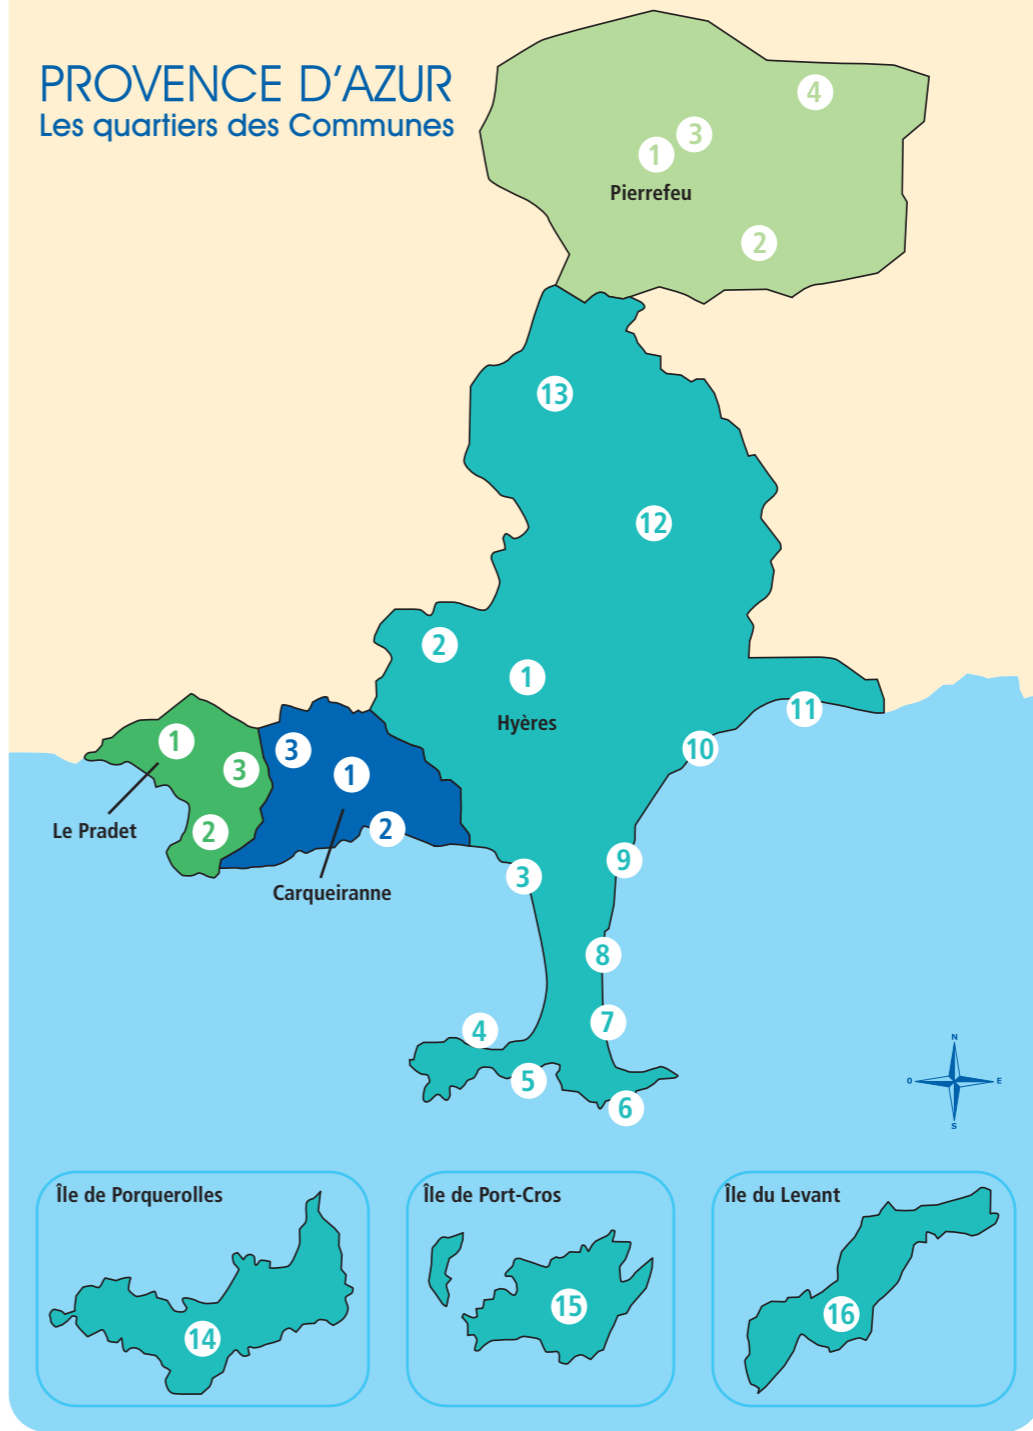 PROVENCE D'AZUR
Les quartiers des Communes
4
3
1
Pierrefeu
2
13
12
2
1
Hyères
11
10
1
3
3
1
2
2
Le Pradet
Carqueiranne
3
9
8
7
4
5
6
N
O
E
S
Île de Porquerolles
14
Île de Port-Cros
15
Île du Levant
16